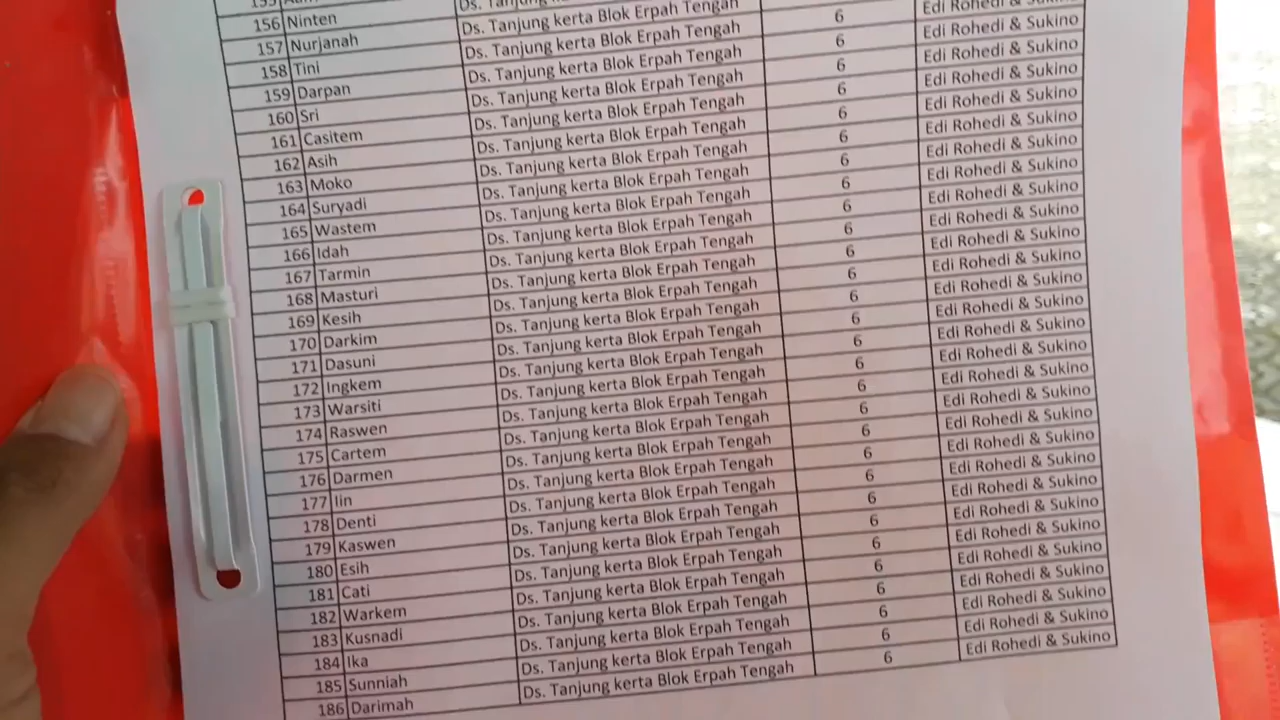 Ds. Tanjung
156 Ninten Ds. Tanjung kerta Blok Erpah Tengah 6 Edi Rohedi & Sukino
157 Nurjanah Ds. Tanjung kerta Blok Erpah Tengah 6 Edi Rohedi & Sukino
158 Tini Ds. Tanjung kerta Blok Erpah Tengah 6 Edi Rohedi & Sukino
159 Darpan Ds. Tanjung kerta Blok Erpah Tengah 6 Edi Rohedi & Sukino
160 Sri Ds. Tanjung kerta Blok Erpah Tengah 6 Edi Rohedi & Sukino
161 Casitem Ds. Tanjung kerta Blok Erpah Tengah 6 Edi Rohedi & Sukino
162 Asih Ds. Tanjung kerta Blok Erpah Tengah 6 Edi Rohedi & Sukino
163 Moko Ds. Tanjung kerta Blok Erpah Tengah 6 Edi Rohedi & Sukino
164 Suryadi Ds. Tanjung kerta Blok Erpah Tengah 6 Edi Rohedi & Sukino
165 Wastem Ds. Tanjung kerta Blok Erpah Tengah 6 Edi Rohedi & Sukino
166 Idah Ds. Tanjung kerta Blok Erpah Tengah 6 Edi Rohedi & Sukino
167 Tarmin Ds. Tanjung kerta Blok Erpah Tengah 6 Edi Rohedi & Sukino
168 Masturi Ds. Tanjung kerta Blok Erpah Tengah 6 Edi Rohedi & Sukino
169 Kesih Ds. Tanjung kerta Blok Erpah Tengah 6 Edi Rohedi & Sukino
170 Darkim Ds. Tanjung kerta Blok Erpah Tengah 6 Edi Rohedi & Sukino
171 Dasuni Ds. Tanjung kerta Blok Erpah Tengah 6 Edi Rohedi & Sukino
172 Ingkem Ds. Tanjung kerta Blok Erpah Tengah 6 Edi Rohedi & Sukino
173 Warsiti Ds. Tanjung kerta Blok Erpah Tengah 6 Edi Rohedi & Sukino
174 Raswen Ds. Tanjung kerta Blok Erpah Tengah 6 Edi Rohedi & Sukino
175 Cartem Ds. Tanjung kerta Blok Erpah Tengah 6 Edi Rohedi & Sukino
176 Darmen Ds. Tanjung kerta Blok Erpah Tengah 6 Edi Rohedi & Sukino
177 Iin Ds. Tanjung kerta Blok Erpah Tengah 6 Edi Rohedi & Sukino
178 Denti Ds. Tanjung kerta Blok Erpah Tengah 6 Edi Rohedi & Sukino
179 Kaswen Ds. Tanjung kerta Blok Erpah Tengah 6 Edi Rohedi & Sukino
180 Esih Ds. Tanjung kerta Blok Erpah Tengah 6 Edi Rohedi & Sukino
181 Cati Ds. Tanjung kerta Blok Erpah Tengah 6 Edi Rohedi & Sukino
182 Warkem Ds. Tanjung kerta Blok Erpah Tengah 6 Edi Rohedi & Sukino
183 Kusnadi Ds. Tanjung kerta Blok Erpah Tengah 6 Edi Rohedi & Sukino
184 Ika Ds. Tanjung kerta Blok Erpah Tengah 6 Edi Rohedi & Sukino
185 Sunniah Ds. Tanjung kerta Blok Erpah Tengah 6 Edi Rohedi & Sukino
186 Darimah Ds. Tanjung kerta Blok Erpah Tengah 6 Edi Rohedi & Sukino